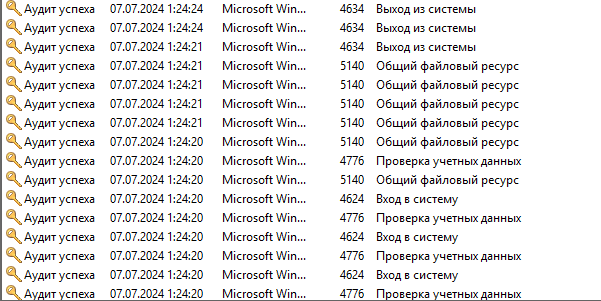 Аудит успеха 07.07.2024 1:24:24 Microsoft Win... 4634 Выход из системы
Аудит успеха 07.07.2024 1:24:24 Microsoft Win... 4634 Выход из системы
Аудит успеха 07.07.2024 1:24:21 Microsoft Win... 4634 Выход из системы
Аудит успеха 07.07.2024 1:24:21 Microsoft Win... 5140 Общий файловый ресурс
Аудит успеха 07.07.2024 1:24:21 Microsoft Win... 5140 Общий файловый ресурс
Аудит успеха 07.07.2024 1:24:21 Microsoft Win... 5140 Общий файловый ресурс
Аудит успеха 07.07.2024 1:24:21 Microsoft Win... 5140 Общий файловый ресурс
Аудит успеха 07.07.2024 1:24:20 Microsoft Win... 5140 Общий файловый ресурс
Аудит успеха 07.07.2024 1:24:20 Microsoft Win... 4776 Проверка учетных данных
Аудит успеха 07.07.2024 1:24:20 Microsoft Win... 5140 Общий файловый ресурс
Аудит успеха 07.07.2024 1:24:20 Microsoft Win... 4624 Вход в систему
Аудит успеха 07.07.2024 1:24:20 Microsoft Win... 4776 Проверка учетных данных
Аудит успеха 07.07.2024 1:24:20 Microsoft Win... 4624 Вход в систему
Аудит успеха 07.07.2024 1:24:20 Microsoft Win... 4776 Проверка учетных данных
Аудит успеха 07.07.2024 1:24:20 Microsoft Win... 4624 Вход в систему
Аудит успеха 07.07.2024 1:24:20 Microsoft Win... 4776 Проверка учетных данных